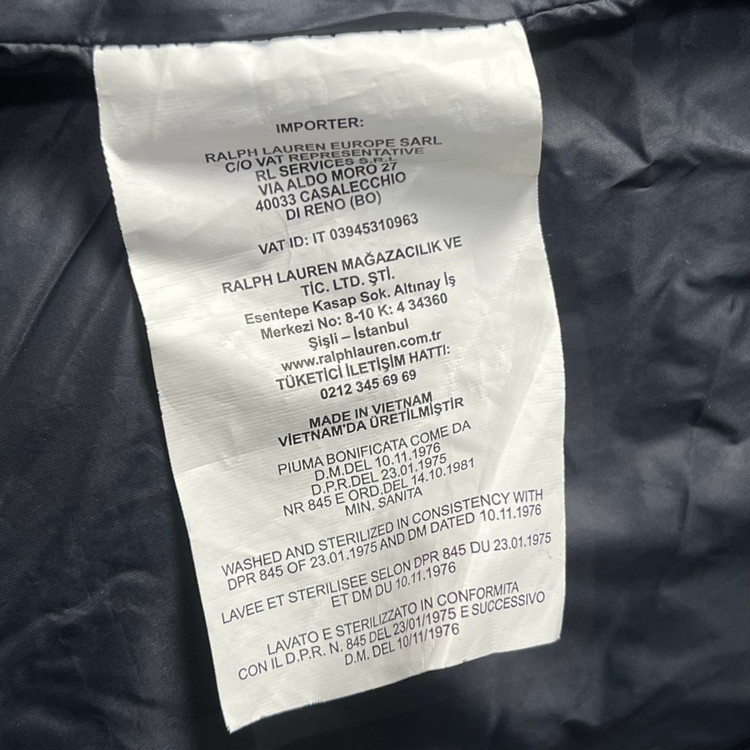 IMPORTER:
RALPH LAUREN EUROPE SARL
C/O VAT REPRESENTATIVE
RL SERVICES S.R.L
VIA ALDO MORO 27
40033 CASALECCHIO
DI RENO (BO)
VAT ID: IT 03945310963
RALPH LAUREN MAĞAZACILIK VE
TİC. LTD. ŞTİ.
Esentepe Kasap Sok. Altınay İş
Merkezi No: 8-10 K: 4 34360
Şişli – İstanbul
www.ralphlauren.com.tr
TÜKETİCİ İLETİŞİM HATTI:
0212 345 69 69
MADE IN VIETNAM
VİETNAM'DA ÜRETİLMİŞTİR
PIUMA BONIFICATA COME DA
D.M.DEL 10.11.1976
D.P.R.DEL 23.01.1975
NR 845 E ORD.DEL 14.10.1981
MIN. SANITA
WASHED AND STERILIZED IN CONSISTENCY WITH
DPR 845 OF 23.01.1975 AND DM DATED 10.11.1976
LAVEE ET STERILISEE SELON DPR 845 DU 23.01.1975
ET DM DU 10.11.1976
LAVATO E STERILIZZATO IN CONFORMITA
CON IL D.P.R. N. 845 DEL 23/01/1975 E SUCCESSIVO
D.M. DEL 10/11/1976